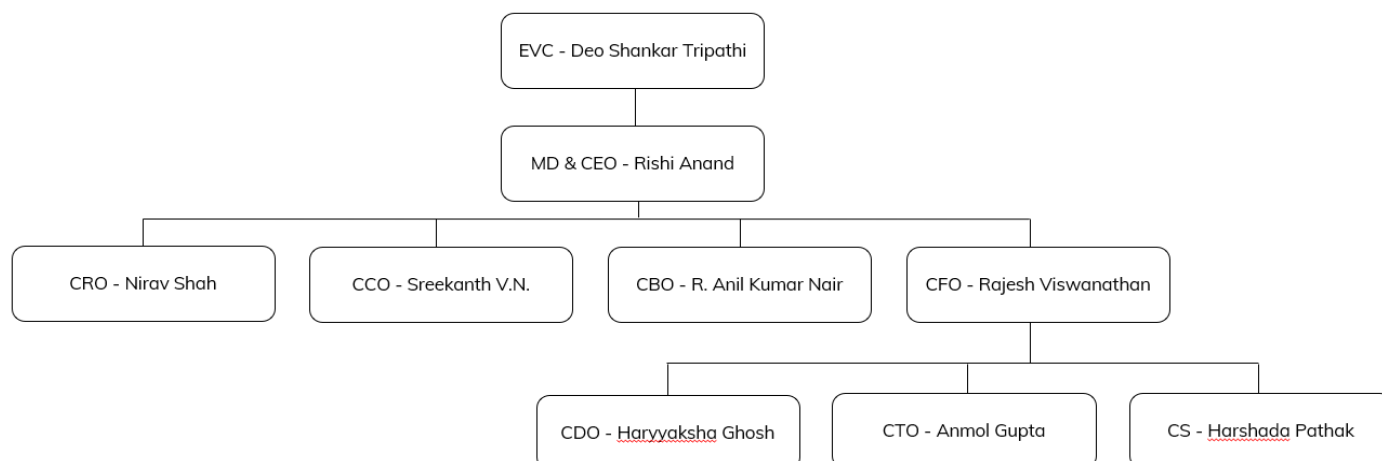 EVC - Deo Shankar Tripathi
MD & CEO - Rishi Anand
CRO - Nirav Shah
CCO - Sreekanth V.N.
CBO - R. Anil Kumar Nair
CFO - Rajesh Viswanathan
CDO - Haryyaksha Ghosh
CTO - Anmol Gupta
CS - Harshada Pathak